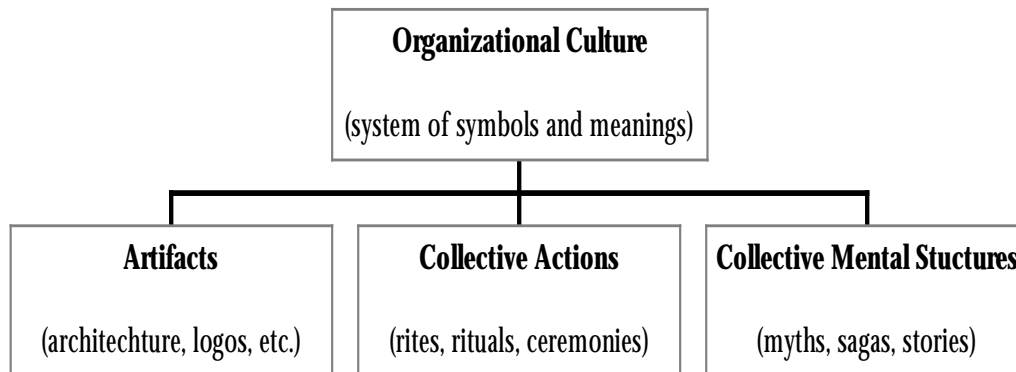 Organizational Culture
(system of symbols and meanings)
Artifacts
(architechture, logos, etc.)
Collective Actions
(rites, rituals, ceremonies)
Collective Mental Stuctures
(myths, sagas, stories)